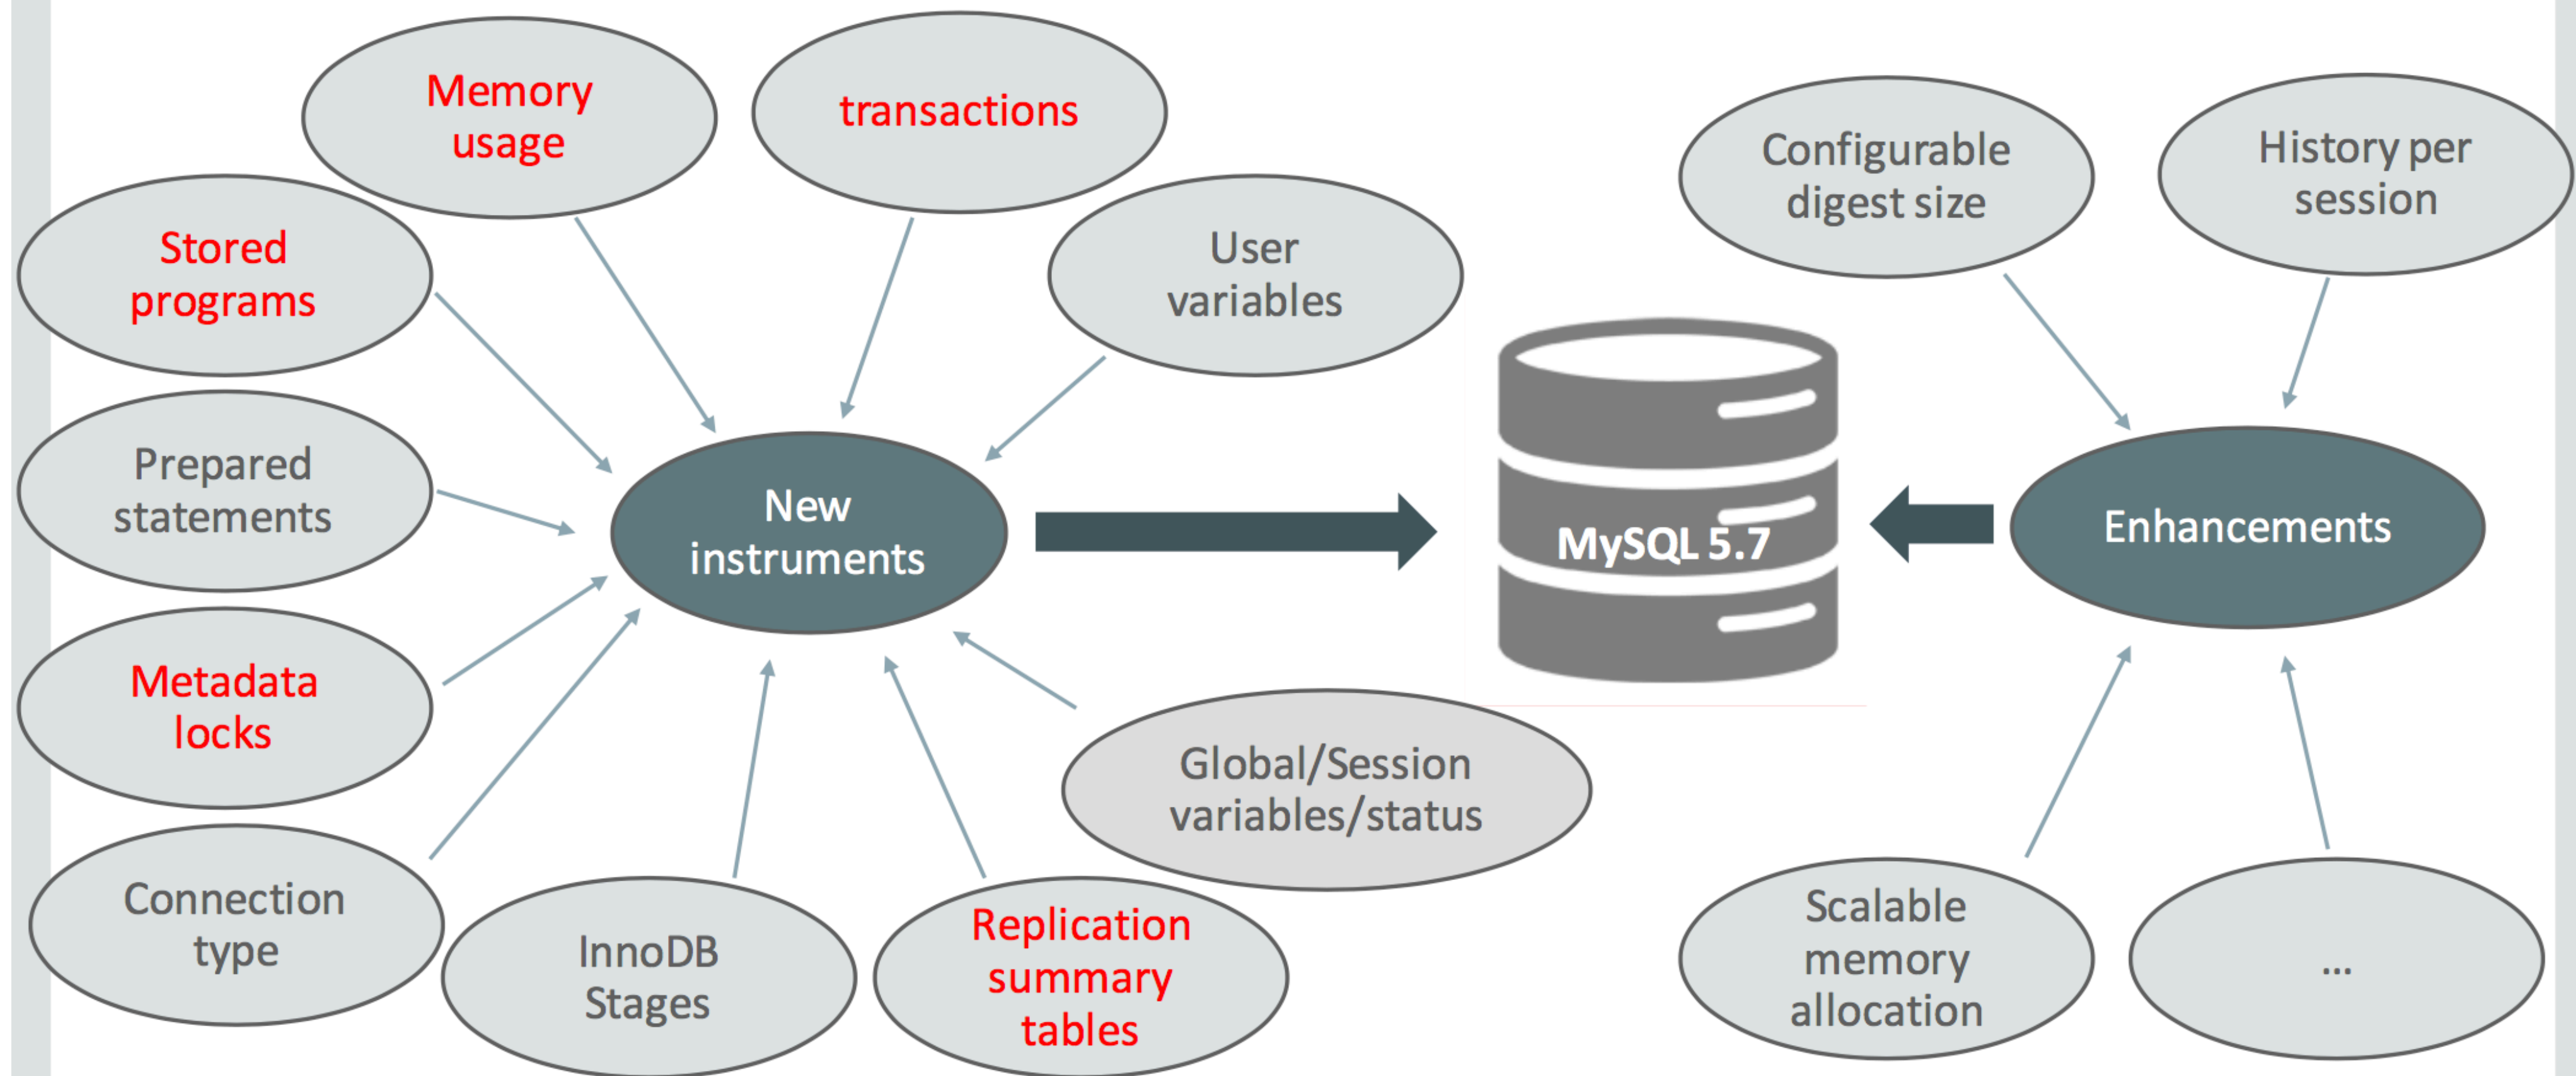 Memory
usage
transactions
Stored
programs
User
variables
Prepared
statements
New
instruments
Metadata
locks
Connection
type
InnoDB
Stages
Replication
summary
tables
Global/Session
variables/status
MySQL 5.7
Configurable
digest size
History per
session
Enhancements
Scalable
memory
allocation
...